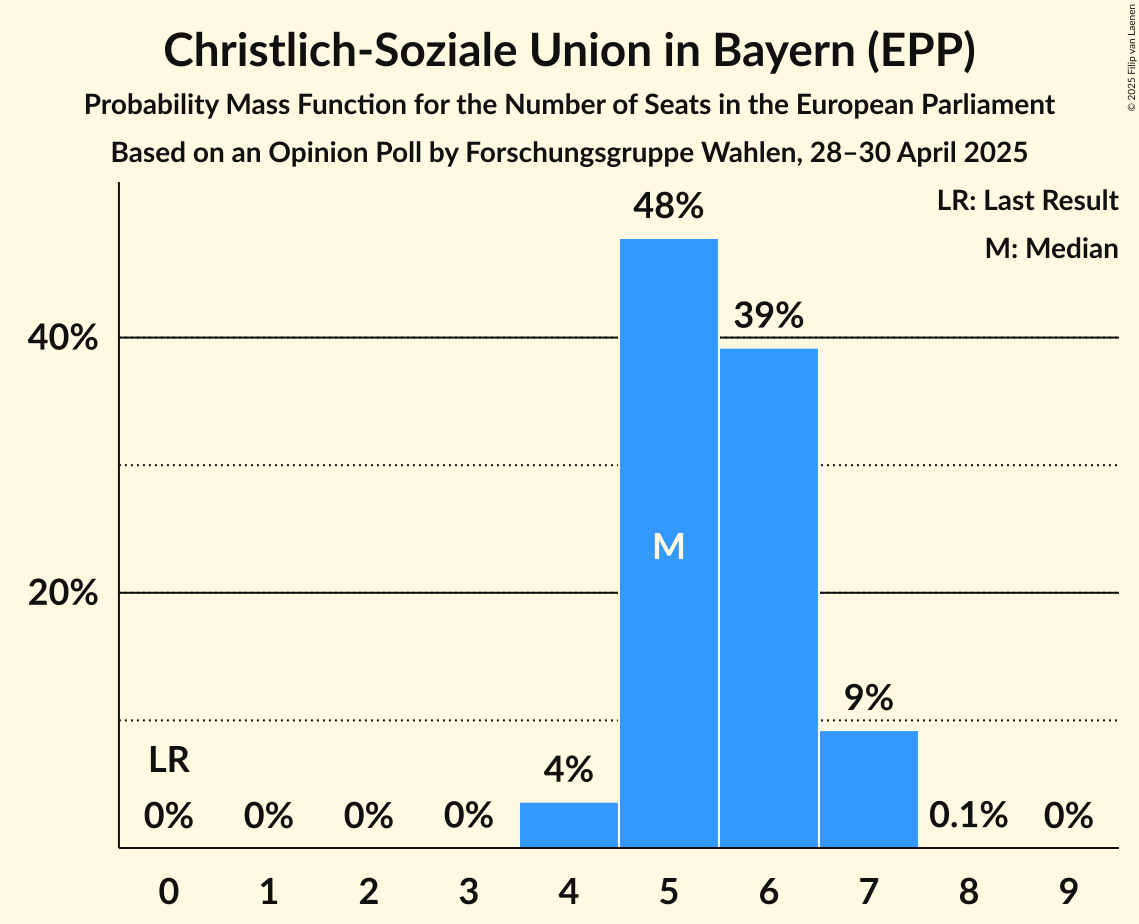 Christlich-Soziale Union in Bayern (EPP)
Probability Mass Function for the Number of Seats in the European Parliament
Based on an Opinion Poll by Forschungsgruppe Wahlen, 28–30 April 2025
© 2025 Filip van Laenen
LR: Last Result
M: Median
48%
39%
40%
M
20%
9%
LR
4%
0% 0% 0% 0% 0.1% 0%
0 1 2 3 4 5 6 7 8 9